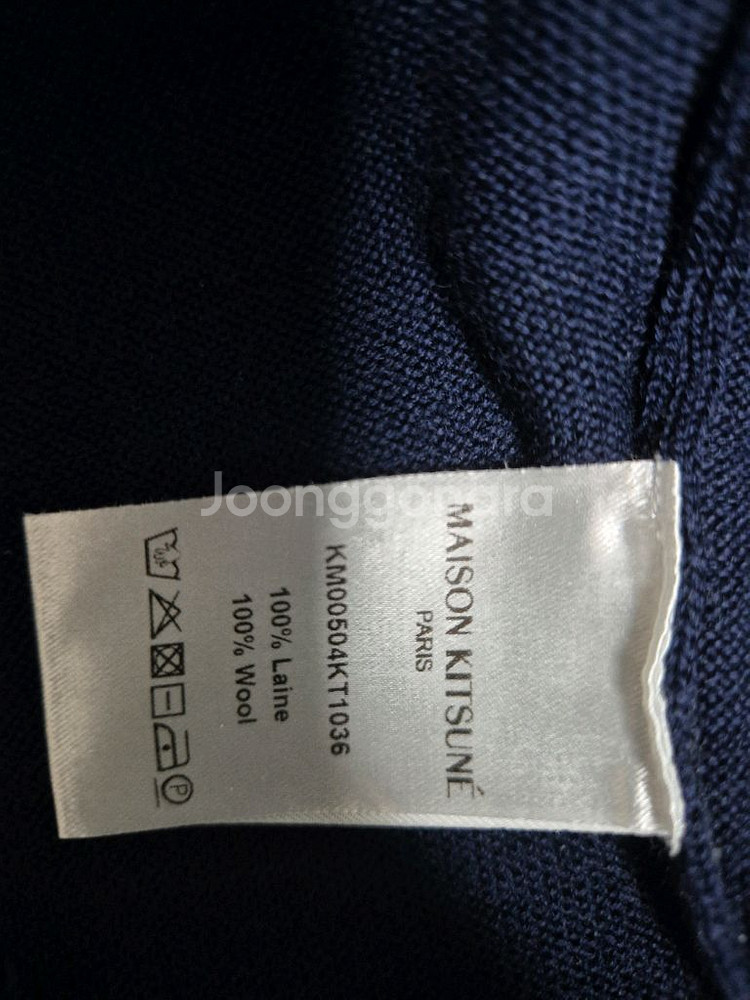 MAISON KITSUNÉ
PARIS
KM00504KT1036
100% Laine
100% Wool
P
Joonggonara